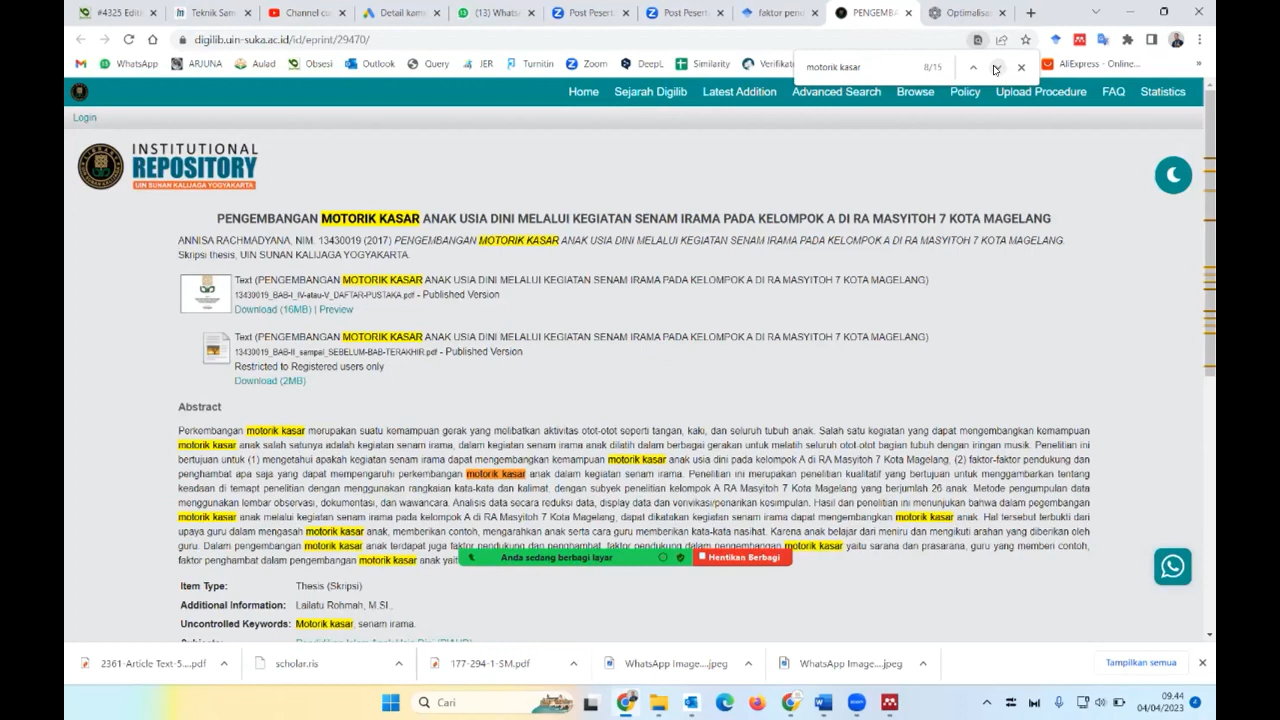 #4325 Editi
Teknik Sam
Channel co
Detail kam
(13) Whats
Post Pesert
Post Pesert
faktor pen
PENGEMBA
Optimalisa
digilib.uin-suka.ac.id/id/eprint/29470/
motorik kasar 8/15
WhatsApp ARJUNA Aulad Obsesi Outlook Query JER Turnitin Zoom DeepL Similarity Verifikat AliExpress - Online...
Home Sejarah Digilib Latest Addition Advanced Search Browse Policy Upload Procedure FAQ Statistics
Login
INSTITUTIONAL
REPOSITORY
UIN SUNAN KALIJAGA YOGYAKARTA
PENGEMBANGAN MOTORIK KASAR ANAK USIA DINI MELALUI KEGIATAN SENAM IRAMA PADA KELOMPOK A DI RA MASYITOH 7 KOTA MAGELANG
ANNISA RACHMADYANA, NIM. 13430019 (2017) PENGEMBANGAN MOTORIK KASAR ANAK USIA DINI MELALUI KEGIATAN SENAM IRAMA PADA KELOMPOK A DI RA MASYITOH 7 KOTA MAGELANG.
Skripsi thesis, UIN SUNAN KALIJAGA YOGYAKARTA.
Text (PENGEMBANGAN MOTORIK KASAR ANAK USIA DINI MELALUI KEGIATAN SENAM IRAMA PADA KELOMPOK A DI RA MASYITOH 7 KOTA MAGELANG)
13430019_BAB-I_IV-atau-V_DAFTAR-PUSTAKA.pdf - Published Version
Download (16MB) | Preview
Text (PENGEMBANGAN MOTORIK KASAR ANAK USIA DINI MELALUI KEGIATAN SENAM IRAMA PADA KELOMPOK A DI RA MASYITOH 7 KOTA MAGELANG)
13430019_BAB-II_sampai_SEBELUM-BAB-TERAKHIR.pdf - Published Version
Restricted to Registered users only
Download (2MB)
Abstract
Perkembangan motorik kasar merupakan suatu kemampuan gerak yang melibatkan aktivitas otot-otot seperti tangan, kaki, dan seluruh tubuh anak. Salah satu kegiatan yang dapat mengembangkan kemampuan
motorik kasar anak salah satunya adalah kegiatan senam irama, dalam kegiatan senam irama anak dilatih dalam berbagai gerakan untuk melatih seluruh otot-otot bagian tubuh dengan iringan musik. Penelitian ini
bertujuan untuk (1) mengetahui apakah kegiatan senam irama dapat mengembangkan kemampuan motorik kasar anak usia dini pada kelompok A di RA Masyitoh 7 Kota Magelang, (2) faktor-faktor pendukung dan
penghambat apa saja yang dapat mempengaruhi perkembangan motorik kasar anak dalam kegiatan senam irama. Penelitian ini merupakan penelitian kualitatif yang bertujuan untuk menggambarkan tentang
keadaan di temapt penelitian dengan menggunakan rangkaian kata-kata dan kalimat, dengan subyek penelitian kelompok A RA Masyitoh 7 Kota Magelang yang berjumlah 26 anak. Metode pengumpulan data
menggunakan lembar observasi, dokumentasi, dan wawancara. Analisis data secara reduksi data, display data dan verivikasi/penarikan kesimpulan. Hasil dari penelitian ini menunjukan bahwa dalam pegembangan
motorik kasar anak melalui kegiatan senam irama pada kelompok A di RA Masyitoh 7 Kota Magelang, dapat dikatakan kegiatan senam irama dapat mengembangkan motorik kasar anak. Hal tersebut terbukti dari
upaya guru dalam mengasah motorik kasar anak, memberikan contoh, mengarahkan anak serta cara guru memberikan kata-kata nasihat. Karena anak belajar dari meniru dan mengikuti arahan yang diberikan oleh
guru. Dalam pengembangan motorik kasar anak terdapat juga faktor pendukung dan penghambat, faktor pendukung dalam pengembangan motorik kasar yaitu sarana dan prasarana, guru yang memberi contoh,
faktor penghambat dalam pengembangan motorik kasar anak yait
Anda sedang berbagi layar Hentikan Berbagi
Item Type: Thesis (Skripsi)
Additional Information: Lailatu Rohmah, M.SI.,
Uncontrolled Keywords: Motorik kasar, senam irama.
2361-Article Text-5....pdf scholar.ris 177-294-1-SM.pdf WhatsApp Image....jpeg WhatsApp Image....jpeg Tampilkan semua
Cari
09.44
04/04/2023